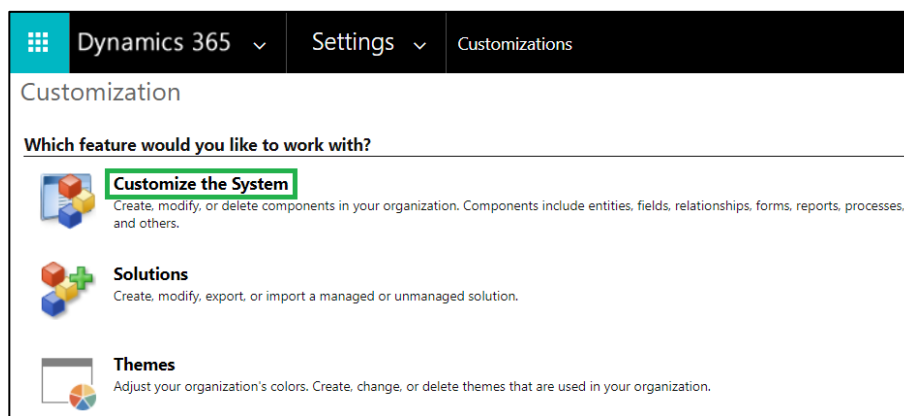 Dynamics 365 Settings Customizations
Customization
Which feature would you like to work with?
Customize the System
Create, modify, or delete components in your organization. Components include entities, fields, relationships, forms, reports, processes,
and others.
Solutions
Create, modify, export, or import a managed or unmanaged solution.
Themes
Adjust your organization's colors. Create, change, or delete themes that are used in your organization.